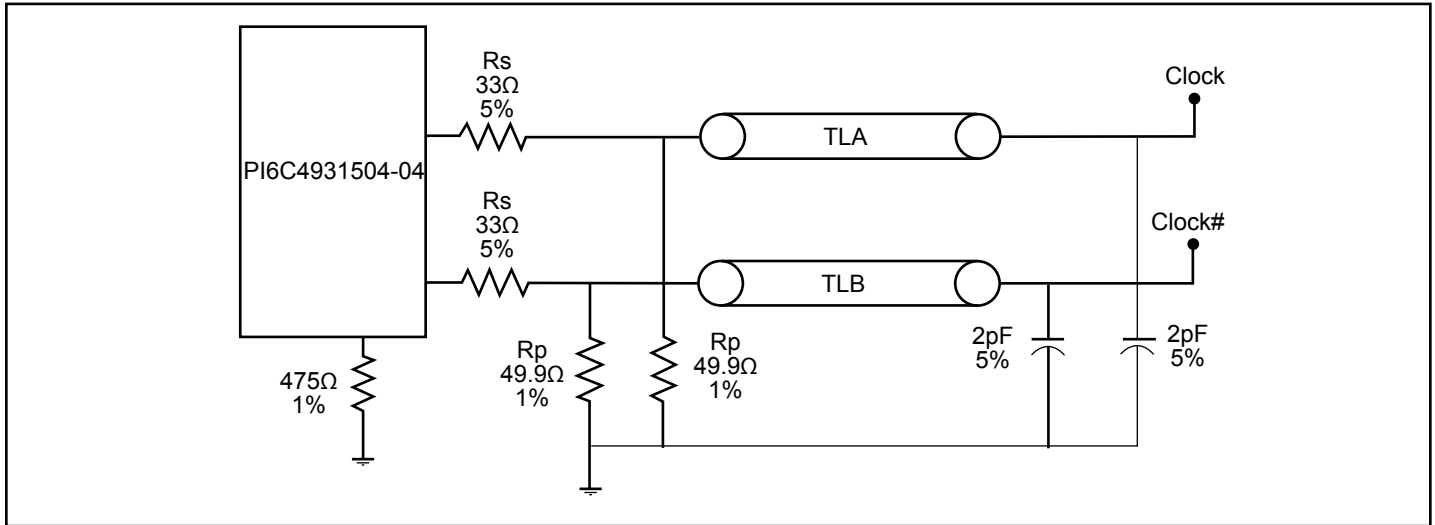 Rs
33Ω
5%
Clock
TLA
PI6C4931504-04
Rs
33Ω
5%
Clock#
TLB
475Ω
1%
Rp
49.9Ω
1%
Rp
49.9Ω
1%
2pF
5%
2pF
5%